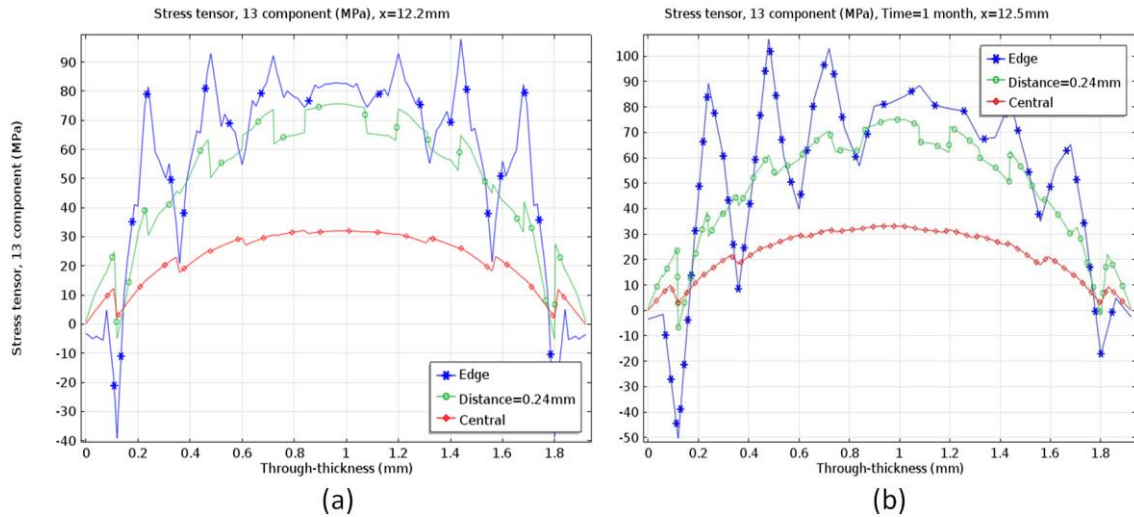 Stress tensor, 13 component (MPa), x=12.2mm
Stress tensor, 13 component (MPa)
90
80
70
60
50
40
30
20
10
0
-10
-20
-30
-40
Edge
Distance=0.24mm
Central
0 0.2 0.4 0.6 0.8 1 1.2 1.4 1.6 1.8
Through-thickness (mm)
(a)
Stress tensor, 13 component (MPa), Time=1 month, x=12.5mm
100
90
80
70
60
50
40
30
20
10
0
-10
-20
-30
-40
-50
Edge
Distance=0.24mm
Central
0 0.2 0.4 0.6 0.8 1 1.2 1.4 1.6 1.8
Through-thickness (mm)
(b)